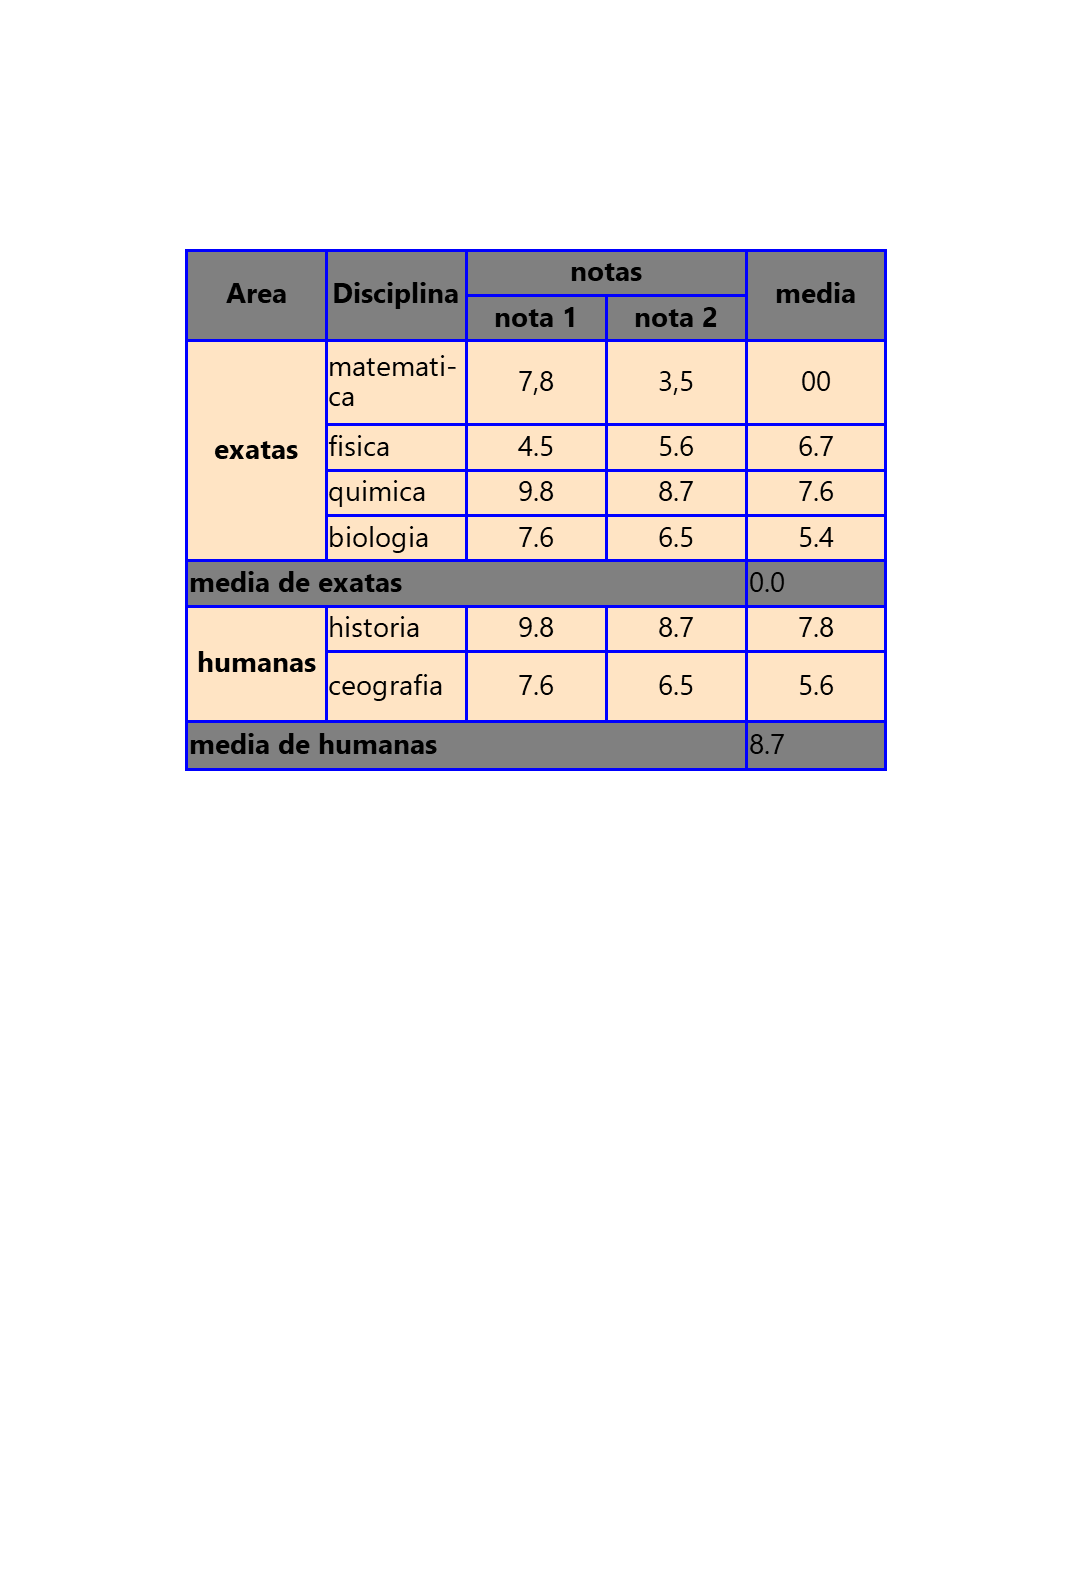 Area Disciplina notas media
nota 1 nota 2
exatas
matemati-
ca 7,8 3,5 00
fisica 4.5 5.6 6.7
quimica 9.8 8.7 7.6
biologia 7.6 6.5 5.4
media de exatas 0.0
humanas
historia 9.8 8.7 7.8
ceografia 7.6 6.5 5.6
media de humanas 8.7